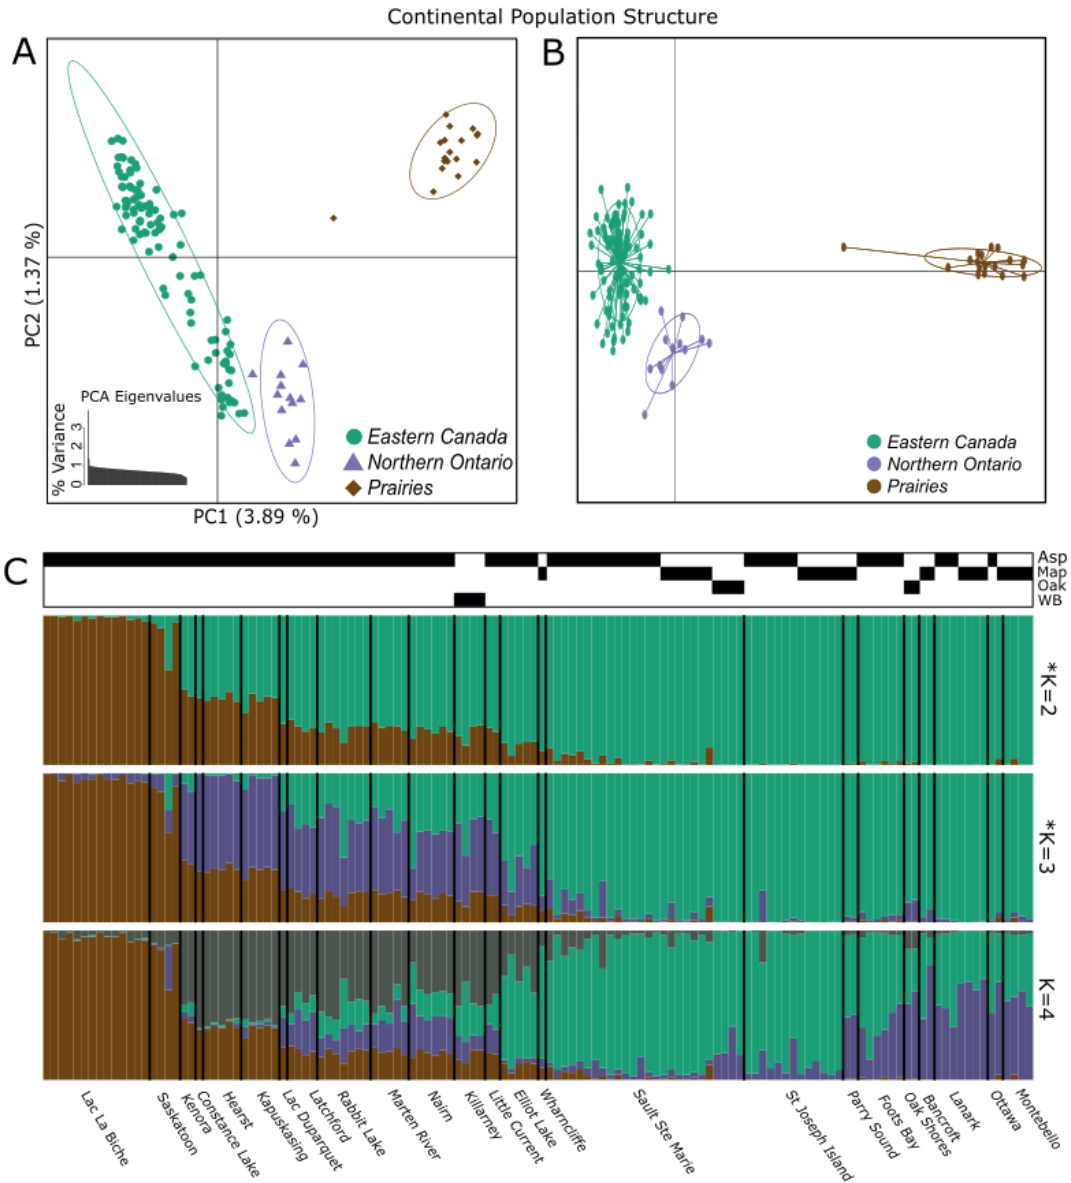 Continental Population Structure
A
B
PC2 (1.37 %)
PCA Eigenvalues
% Variance
3
2
1
0
Eastern Canada
Northern Ontario
Prairies
PC1 (3.89 %)
Eastern Canada
Northern Ontario
Prairies
C
Asp
Map
Oak
WB
*K=2
*K=3
K=4
Lac La Biche
Saskatoon
Kenora
Constance Lake
Hearst
Kapuskasing
Lac Duparquet
Latchford
Rabbit Lake
Marten River
Nairn
Killarney
Little Current
Elliot Lake
Wharncliffe
Sault Ste Marie
St Joseph Island
Parry Sound
Foots Bay
Oak Shores
Bancroft
Lanark
Ottawa
Montebello